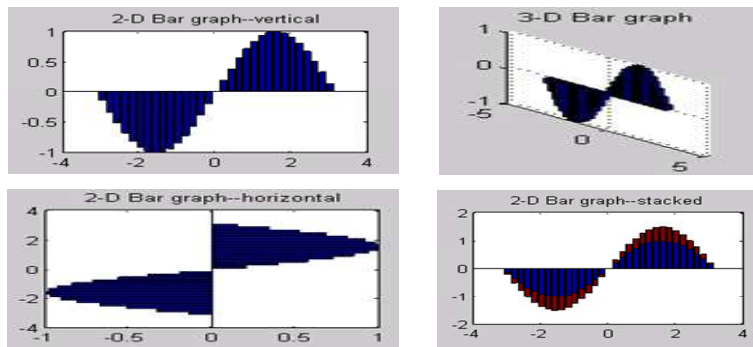 2-D Bar graph--vertical
1
0.5
0
-0.5
-1
-4 -2 0 2 4
3-D Bar graph
1
0
-1
-5 0 5
2-D Bar graph--horizontal
4
2
0
-2
-4
-1 -0.5 0 0.5 1
2-D Bar graph--stacked
2
1
0
-1
-2
-4 -2 0 2 4